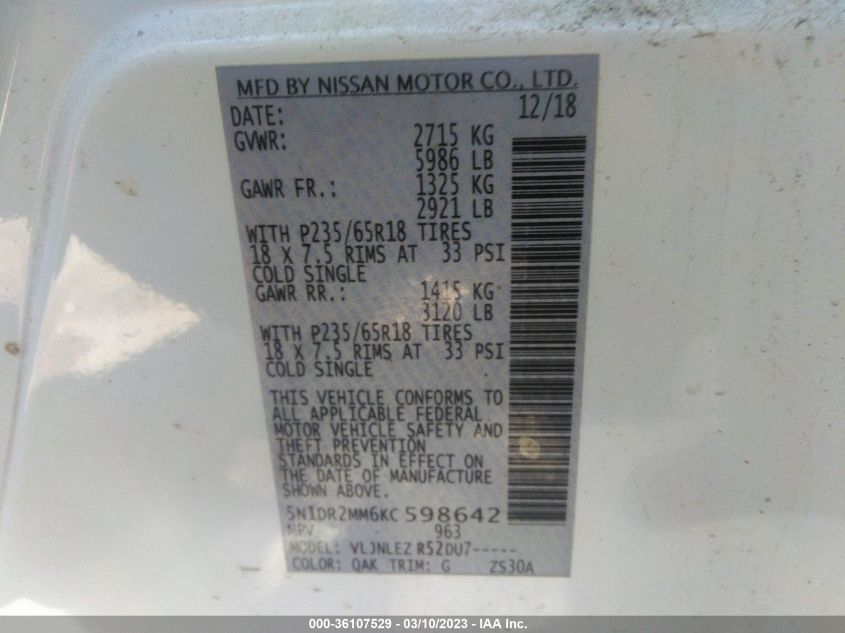 MFD BY NISSAN MOTOR CO., LTD.
DATE: 12/18
GVWR: 2715 KG
5986 LB
GAWR FR.: 1325 KG
2921 LB
WITH P235/65R18 TIRES
18 X 7.5 RIMS AT 33 PSI
COLD SINGLE
GAWR RR.: 1415 KG
3120 LB
WITH P235/65R18 TIRES
18 X 7.5 RIMS AT 33 PSI
COLD SINGLE
THIS VEHICLE CONFORMS TO
ALL APPLICABLE FEDERAL
MOTOR VEHICLE SAFETY AND
THEFT PREVENTION
STANDARDS IN EFFECT ON
THE DATE OF MANUFACTURE
SHOWN ABOVE.
5N1DR2MM6KC598642
MPV 963
MODEL: VLJNLEZ R52DU7-----
COLOR: QAK TRIM: G ZS30A
000-36107529 - 03/10/2023 - IAA Inc.